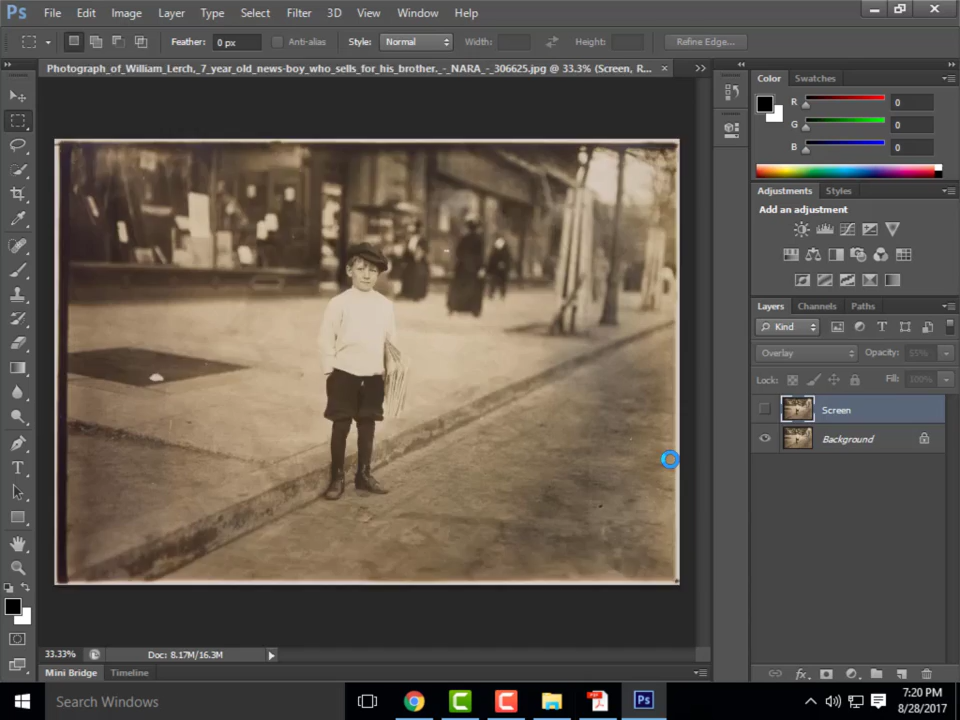 Ps File Edit Image Layer Type Select Filter 3D View Window Help
Feather: 0 px Anti-alias Style: Normal Width: Height: Refine Edge...
Photograph_of_William_Lerch,_7_year_old_news-boy_who_sells_for_his_brother._-_NARA_-_306625.jpg @ 33.3% (Screen, R... ×
Color Swatches
R 0
G 0
B 0
Adjustments Styles
Add an adjustment
Layers Channels Paths
Kind
Overlay Opacity: 55%
Lock: Fill: 100%
Screen
Background
33.33% Doc: 8.17M/16.3M
Mini Bridge Timeline
Search Windows
Ps
7:20 PM
8/28/2017